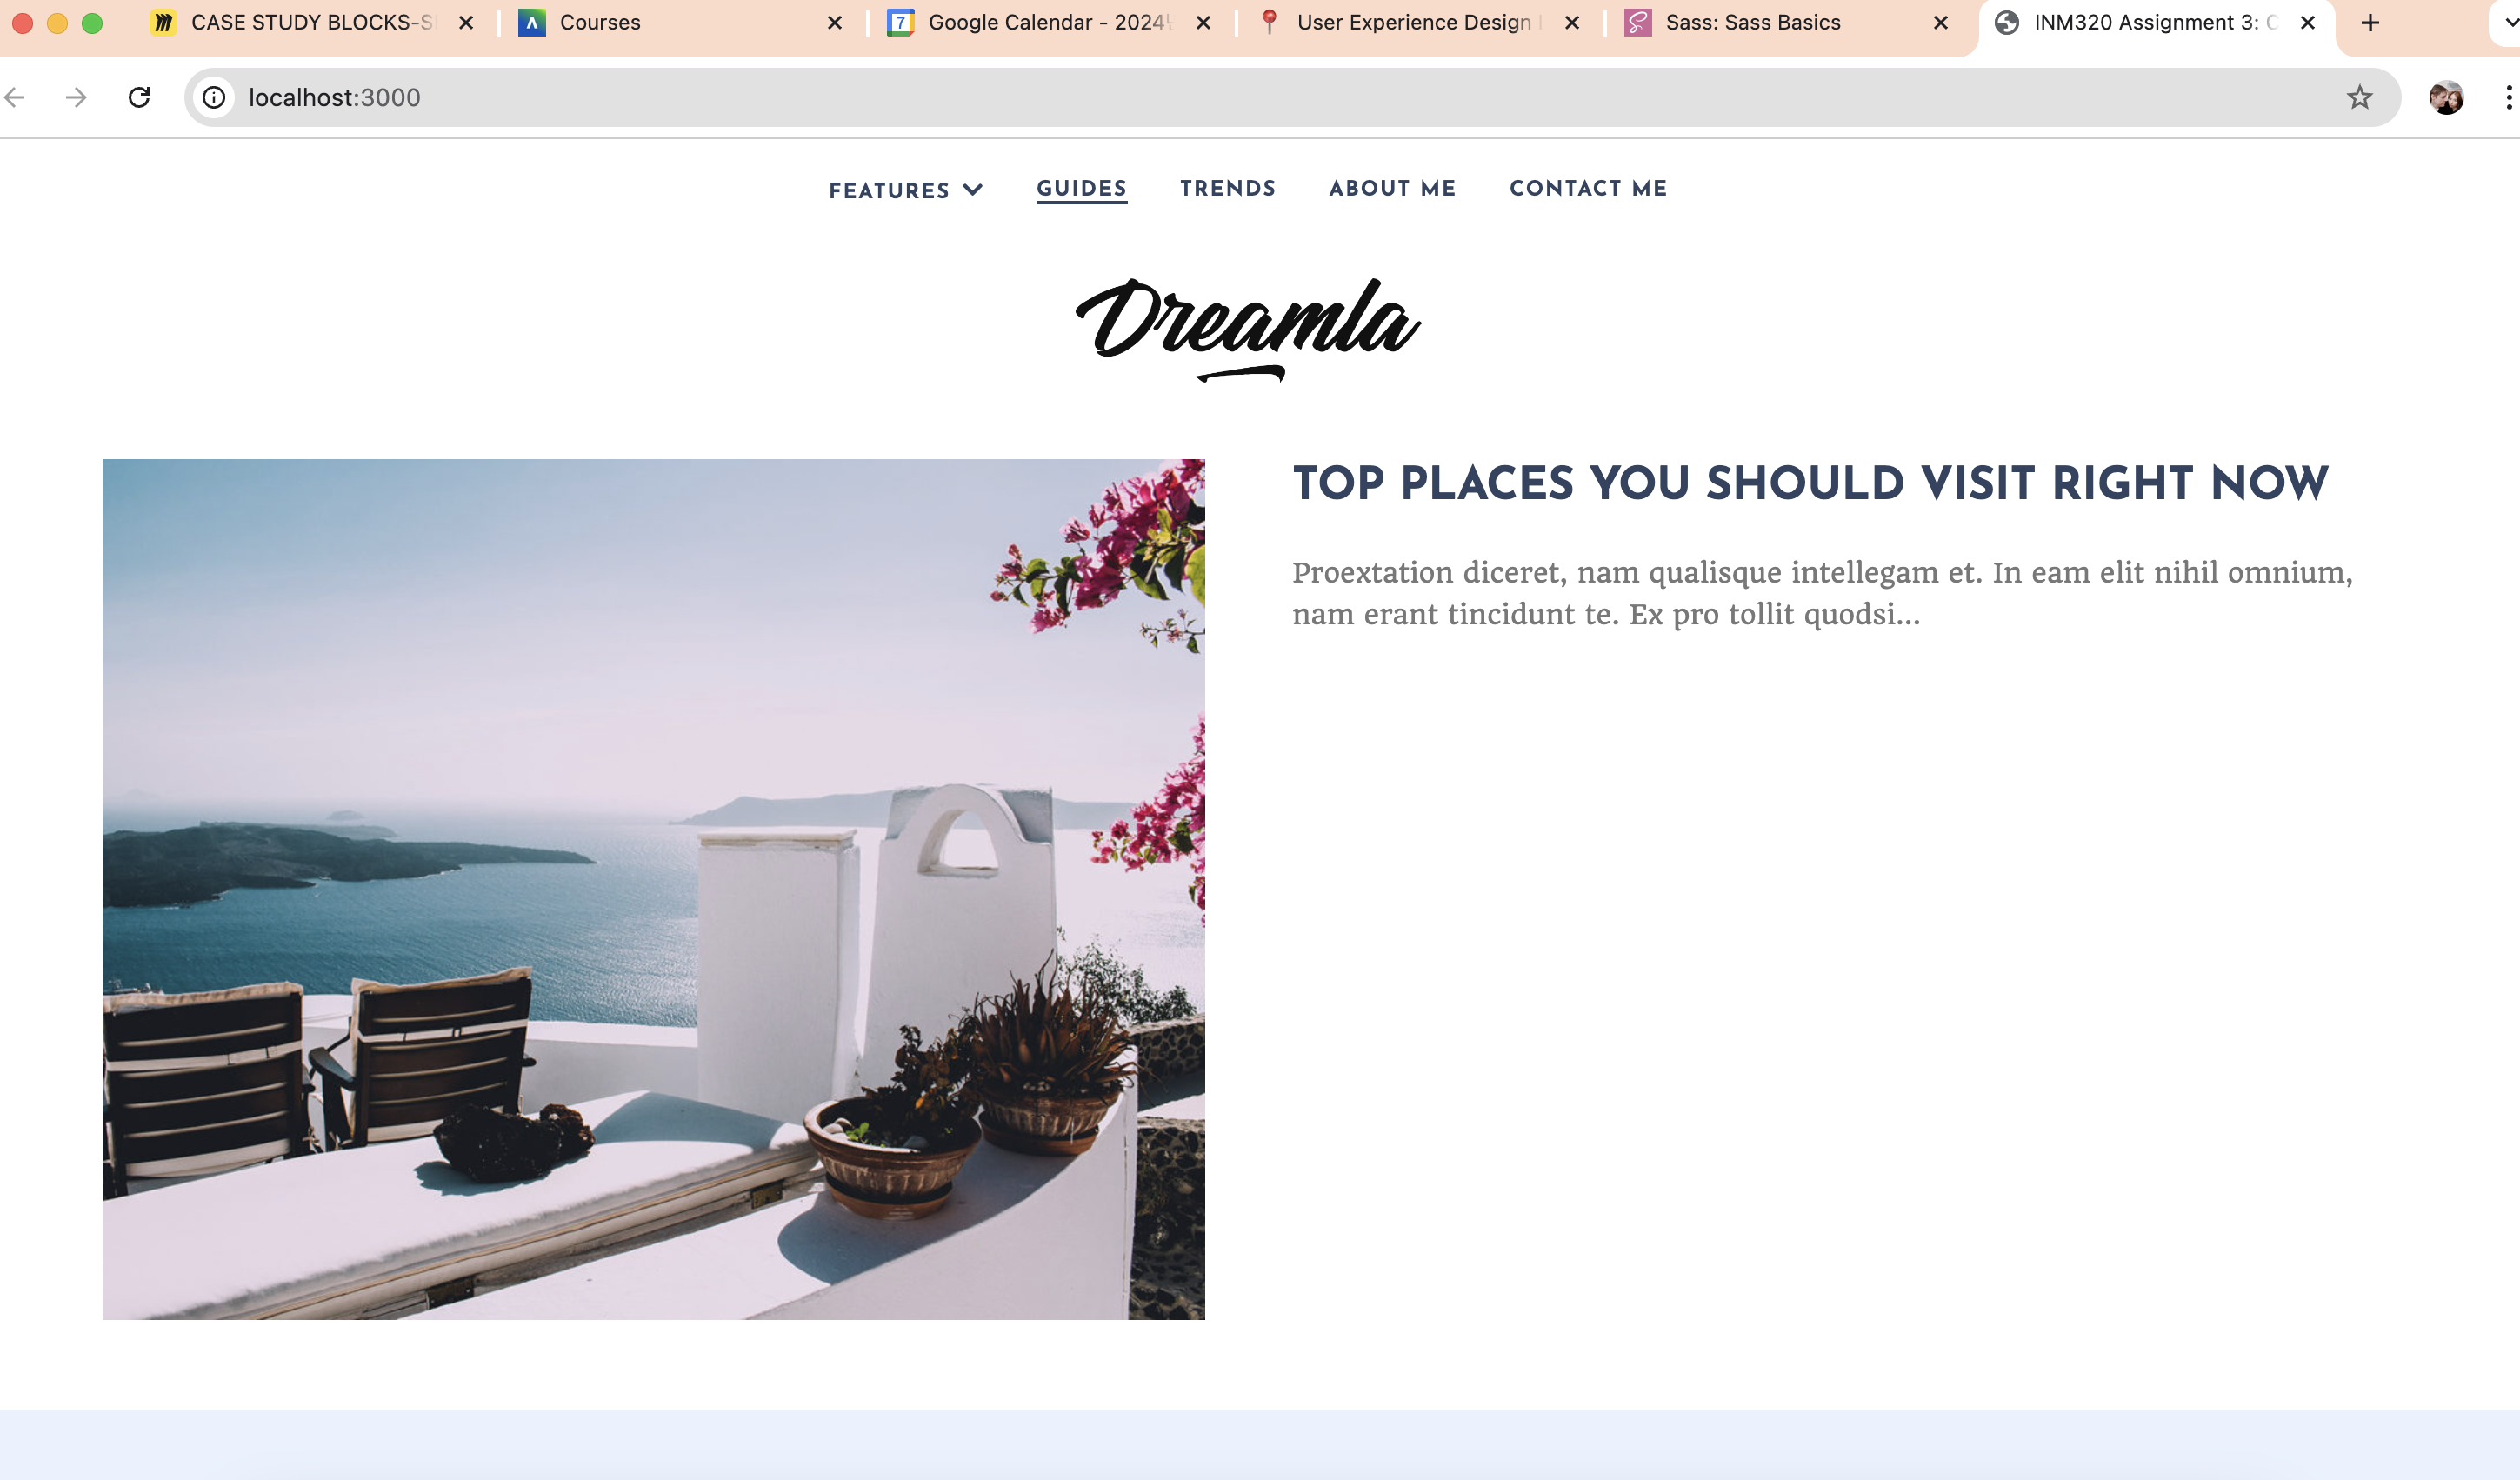 CASE STUDY BLOCKS-S
Courses
7
Google Calendar - 2024
User Experience Design
Sass: Sass Basics
INM320 Assignment 3: C
localhost:3000
FEATURES
GUIDES
TRENDS
ABOUT ME
CONTACT ME
Dreamla
TOP PLACES YOU SHOULD VISIT RIGHT NOW
Proextation diceret, nam qualisque intellegam et. In eam elit nihil omnium,
nam erant tincidunt te. Ex pro tollit quodsi...